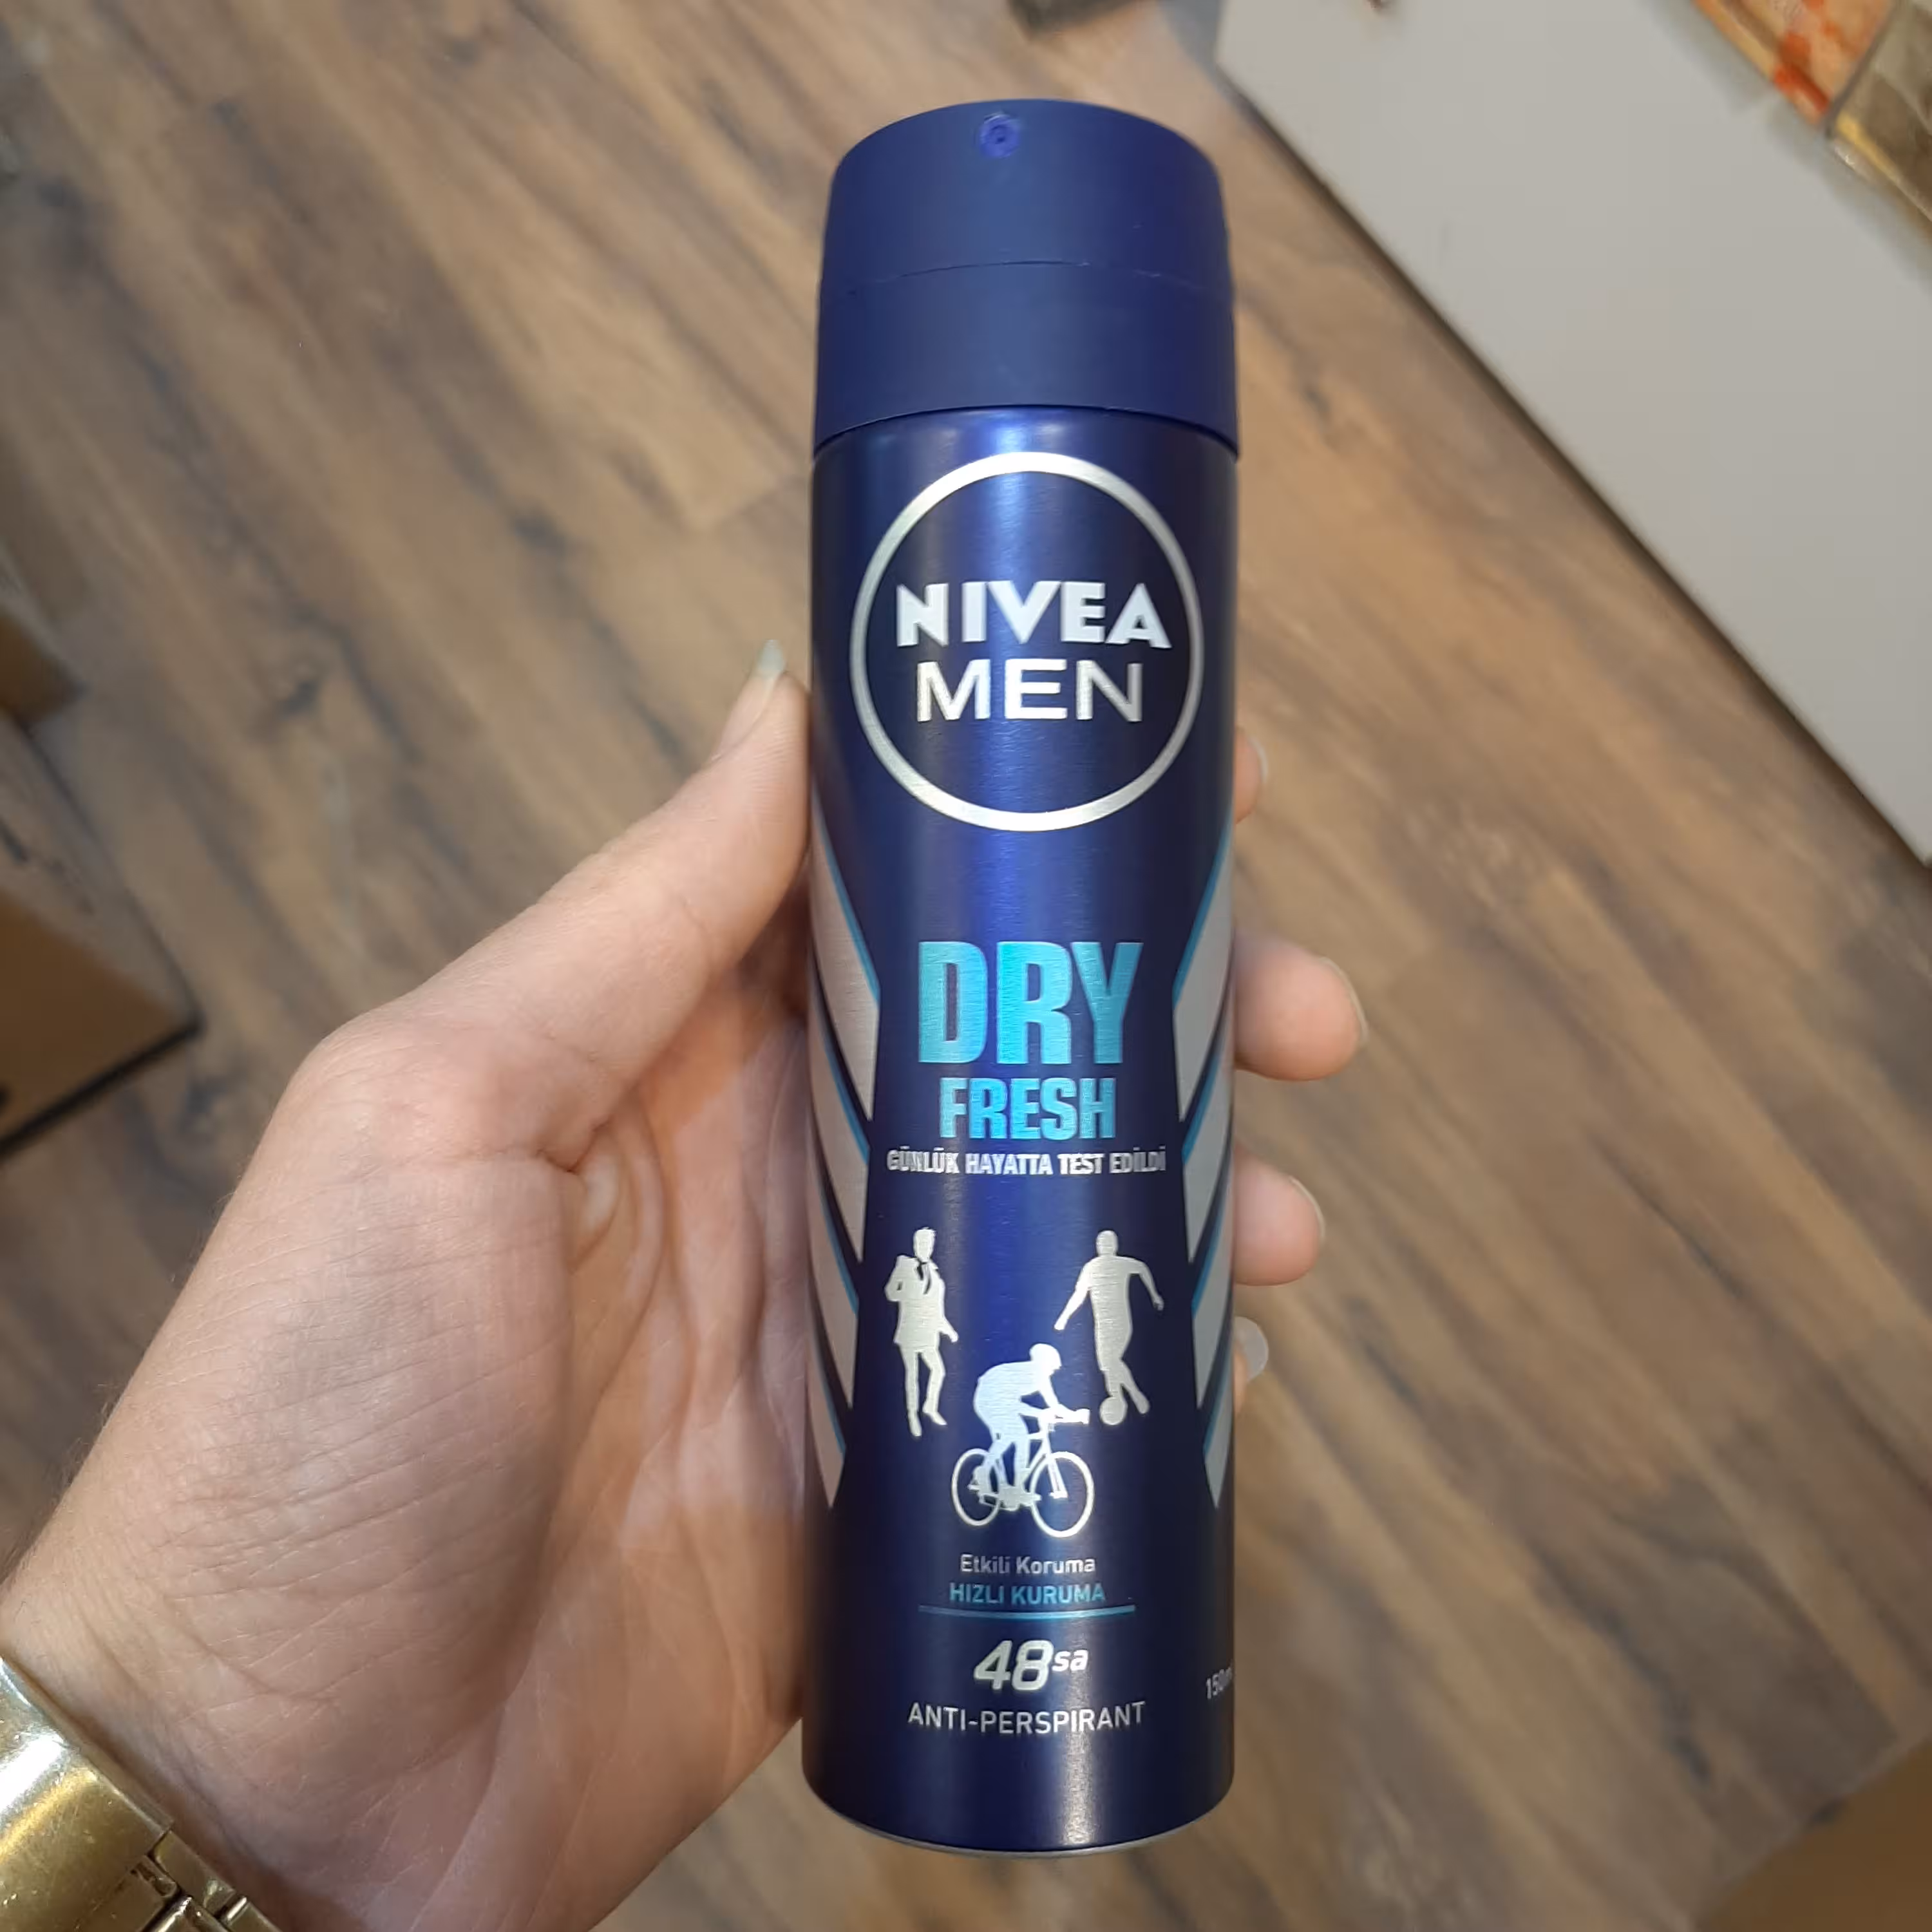 NIVEA
MEN
DRY
FRESH
GÜNLÜK HAYATTA TEST EDİLDİ
Etkili Koruma
HIZLI KURUMA
48sa
ANTI-PERSPIRANT